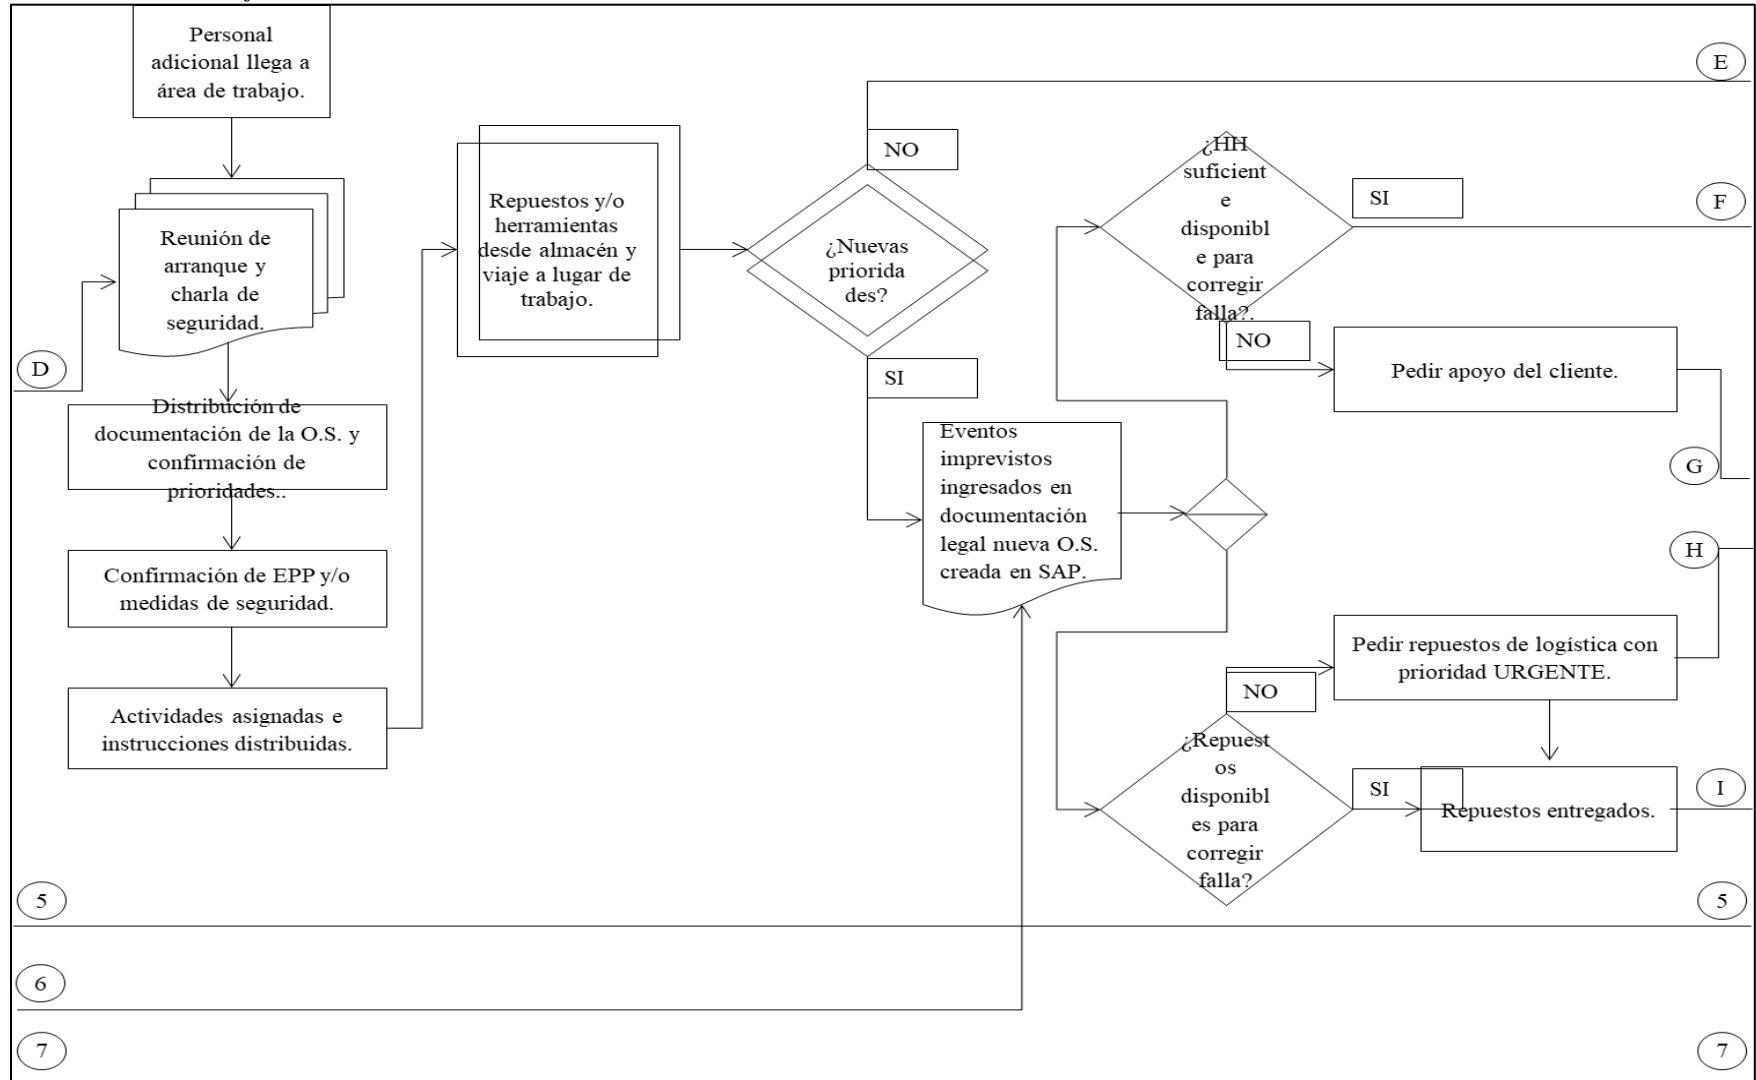 Personal
adicional llega a
área de trabajo.
E
NO
¿HH
suficient
e
disponibl
e para
corregir
falla?.
SI
F
Repuestos y/o
herramientas
desde almacén y
viaje a lugar de
trabajo.
¿Nuevas
priorida
des?
Reunión de
arranque y
charla de
seguridad.
NO
Pedir apoyo del cliente.
D
SI
Distribución de
documentación de la O.S. y
confirmación de
prioridades..
Eventos
imprevistos
ingresados en
documentación
legal nueva O.S.
creada en SAP.
G
H
Confirmación de EPP y/o
medidas de seguridad.
Pedir repuestos de logística con
prioridad URGENTE.
NO
Actividades asignadas e
instrucciones distribuidas.
¿Repuest
os
disponibl
es para
corregir
falla?
SI
Repuestos entregados.
I
5
5
6
7
7